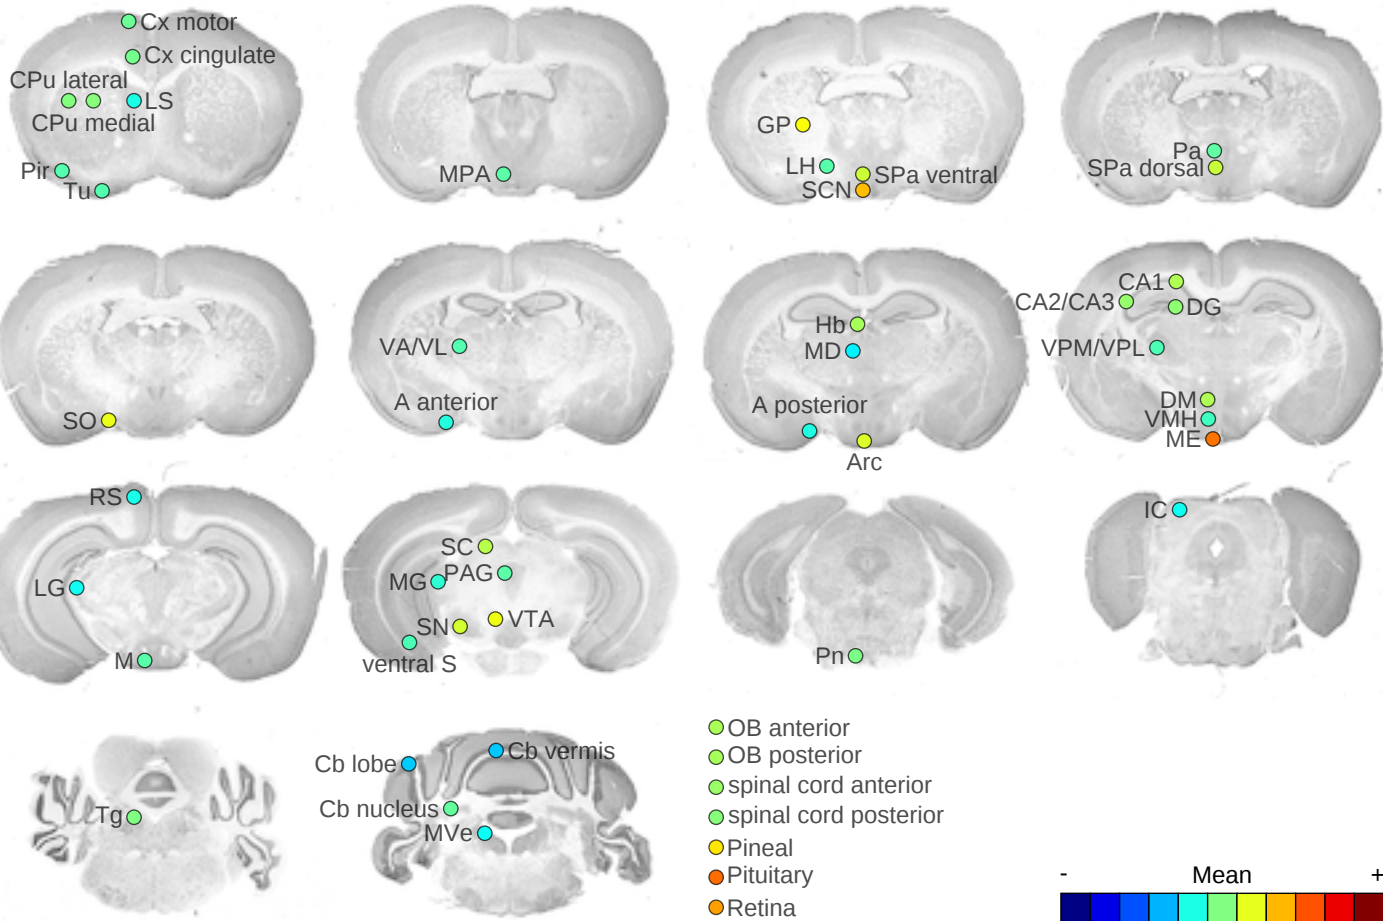 Cx motor
Cx cingulate
CPu lateral
LS
CPu medial
Pir
Tu
MPA
GP
LH
SPa ventral
SCN
Pa
SPa dorsal
SO
VA/VL
A anterior
Hb
MD
A posterior
Arc
CA1
CA2/CA3
DG
VPM/VPL
DM
VMH
ME
RS
LG
M
SC
PAG
MG
VTA
SN
ventral S
Pn
IC
Tg
Cb vermis
Cb lobe
Cb nucleus
MVe
OB anterior
OB posterior
spinal cord anterior
spinal cord posterior
Pineal
Pituitary
Retina
- Mean +